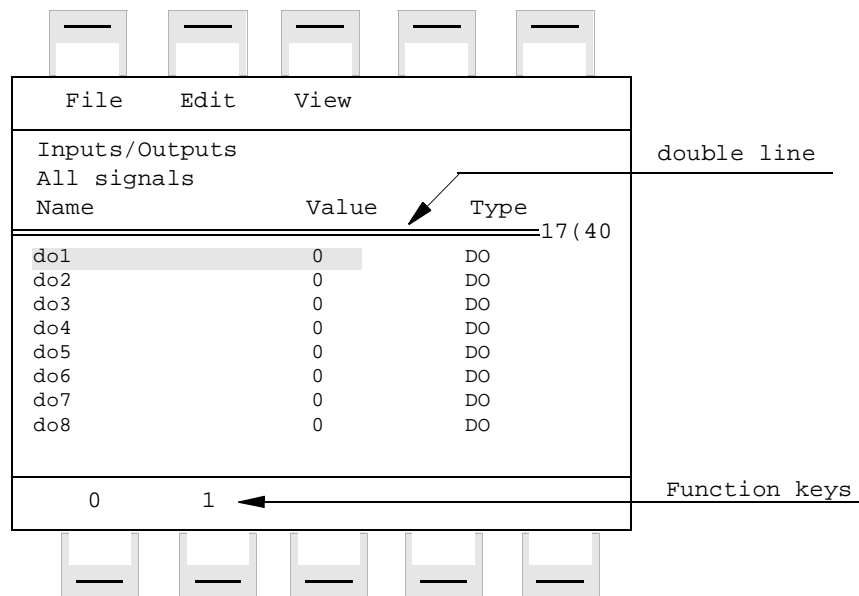 File Edit View
Inputs/Outputs
double line
All signals
Name Value Type
17(40
do1 0 DO
do2 0 DO
do3 0 DO
do4 0 DO
do5 0 DO
do6 0 DO
do7 0 DO
do8 0 DO
0 1
Function keys